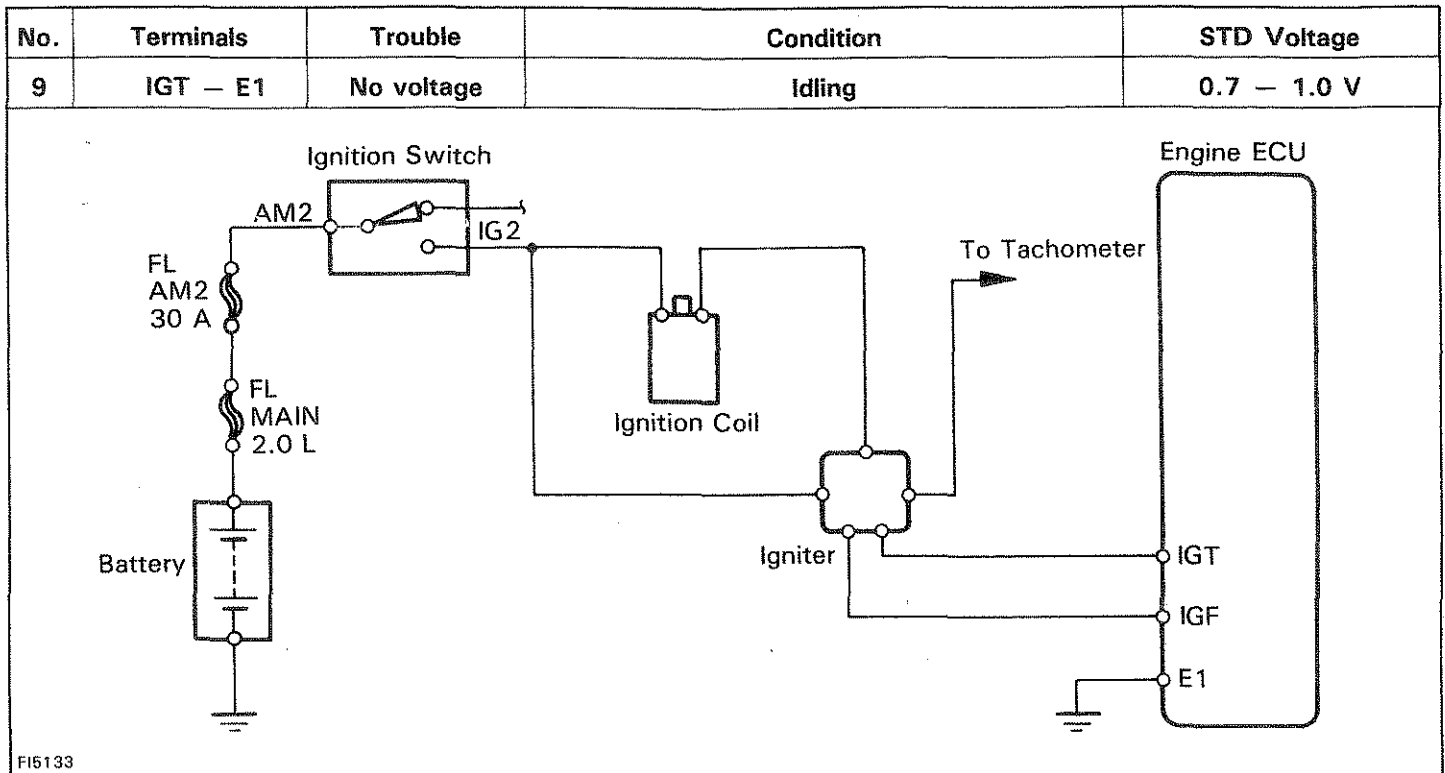 No. Terminals Trouble Condition STD Voltage
9 IGT — E1 No voltage Idling 0.7 — 1.0 V
Ignition Switch
Engine ECU
AM2
IG2
To Tachometer
FL
AM2
30 A
FL
MAIN
2.0 L
Ignition Coil
Battery
Igniter
IGT
IGF
E1
FI5133